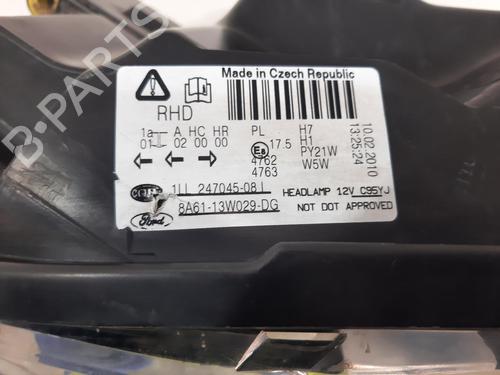 Made in Czech Republic
RHD
1a A HC HR PL H7
01 02 00 00 E8 17.5 H1
PY21W
4762 W5W
4763
10.02.2010
13:25:24
1LL 247045-08
HEADLAMP 12V C95YJ
Ford 8A61-13W029-DG NOT DOT APPROVED
B-PARTS